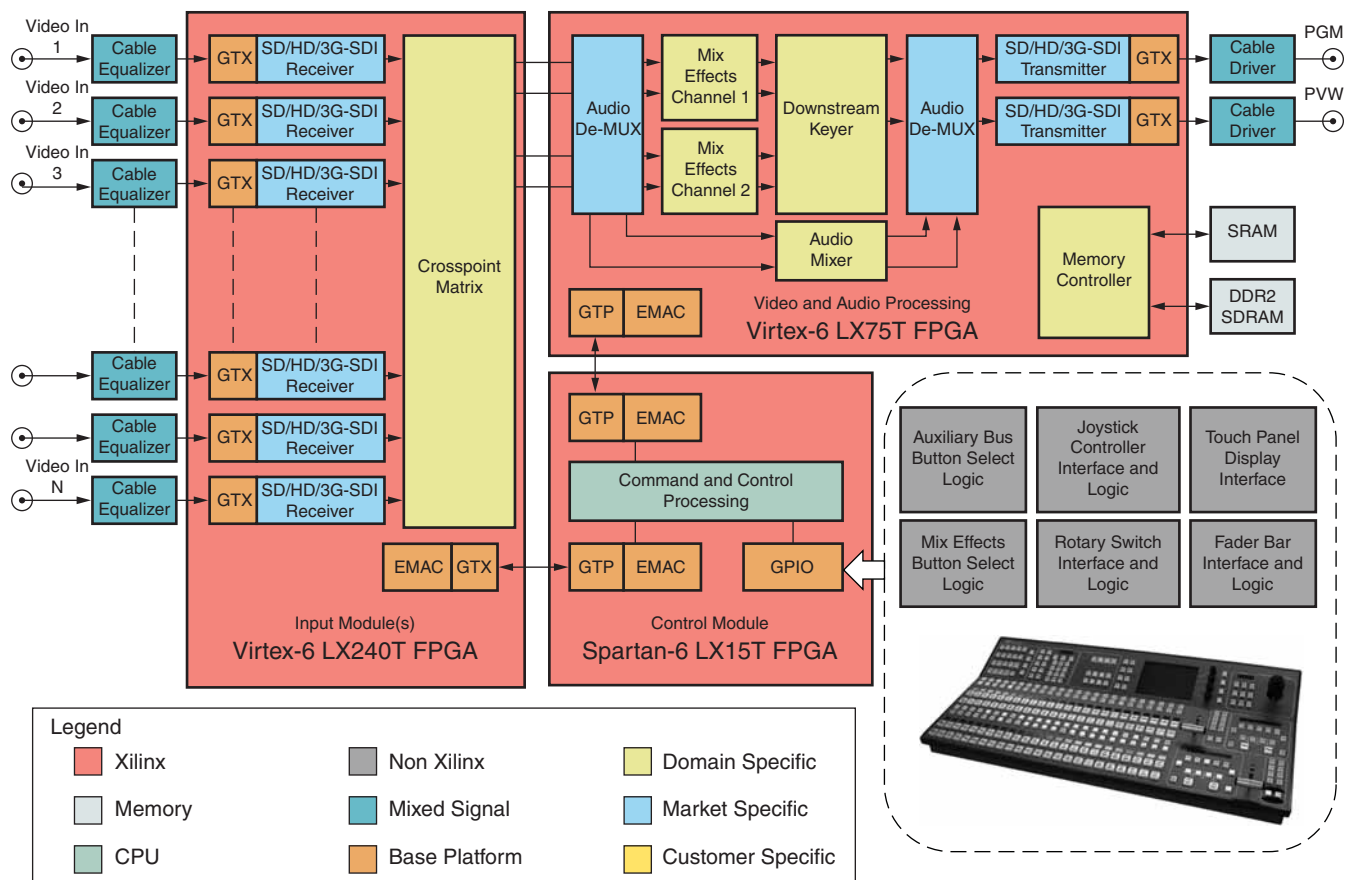 Video In
1
Cable
Equalizer
GTX
SD/HD/3G-SDI
Receiver
Video In
2
Cable
Equalizer
GTX
SD/HD/3G-SDI
Receiver
Video In
3
Cable
Equalizer
GTX
SD/HD/3G-SDI
Receiver
Cable
Equalizer
GTX
SD/HD/3G-SDI
Receiver
Cable
Equalizer
GTX
SD/HD/3G-SDI
Receiver
Video In
N
Cable
Equalizer
GTX
SD/HD/3G-SDI
Receiver
Crosspoint
Matrix
EMAC
GTX
Input Module(s)
Virtex-6 LX240T FPGA
Audio
De-MUX
Mix
Effects
Channel 1
Mix
Effects
Channel 2
Downstream
Keyer
Audio
Mixer
Audio
De-MUX
SD/HD/3G-SDI
Transmitter
GTX
SD/HD/3G-SDI
Transmitter
GTX
Cable
Driver
PGM
Cable
Driver
PVW
Memory
Controller
SRAM
DDR2
SDRAM
GTP
EMAC
Video and Audio Processing
Virtex-6 LX75T FPGA
GTP
EMAC
Command and Control
Processing
GTP
EMAC
GPIO
Control Module
Spartan-6 LX15T FPGA
Auxiliary Bus
Button Select
Logic
Joystick
Controller
Interface and
Logic
Touch Panel
Display
Interface
Mix Effects
Button Select
Logic
Rotary Switch
Interface and
Logic
Fader Bar
Interface and
Logic
Legend
Xilinx
Non Xilinx
Domain Specific
Memory
Mixed Signal
Market Specific
CPU
Base Platform
Customer Specific